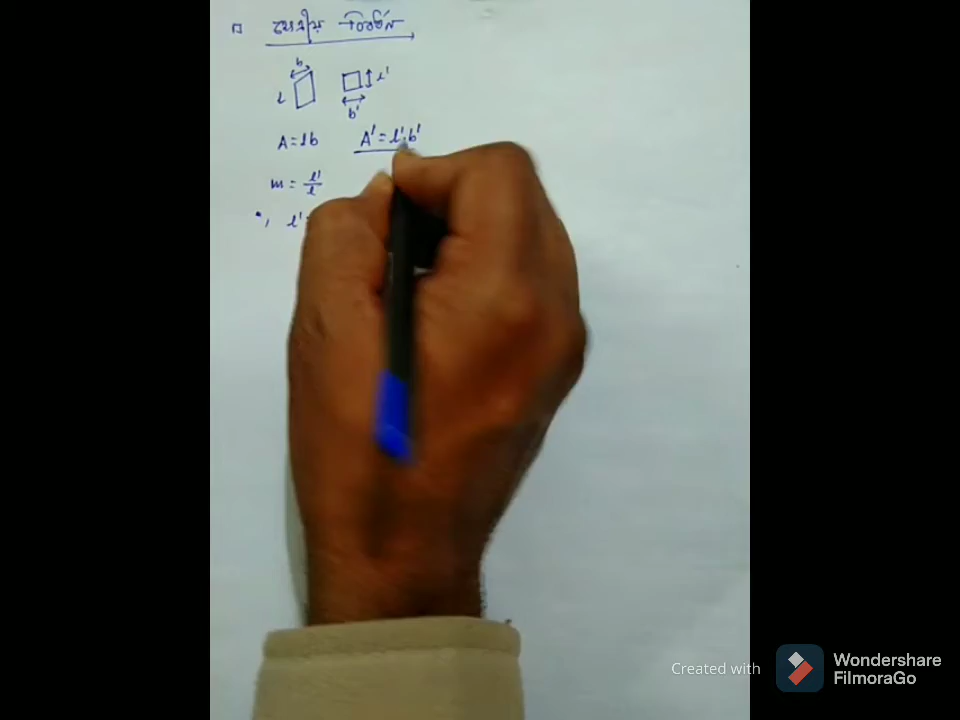 □ ক্ষেত্রীয় বিবর্ধন
b
l l'
b'
A = lb A' = l'.b'
m = l'/l
∴, l'
Created with Wondershare FilmoraGo